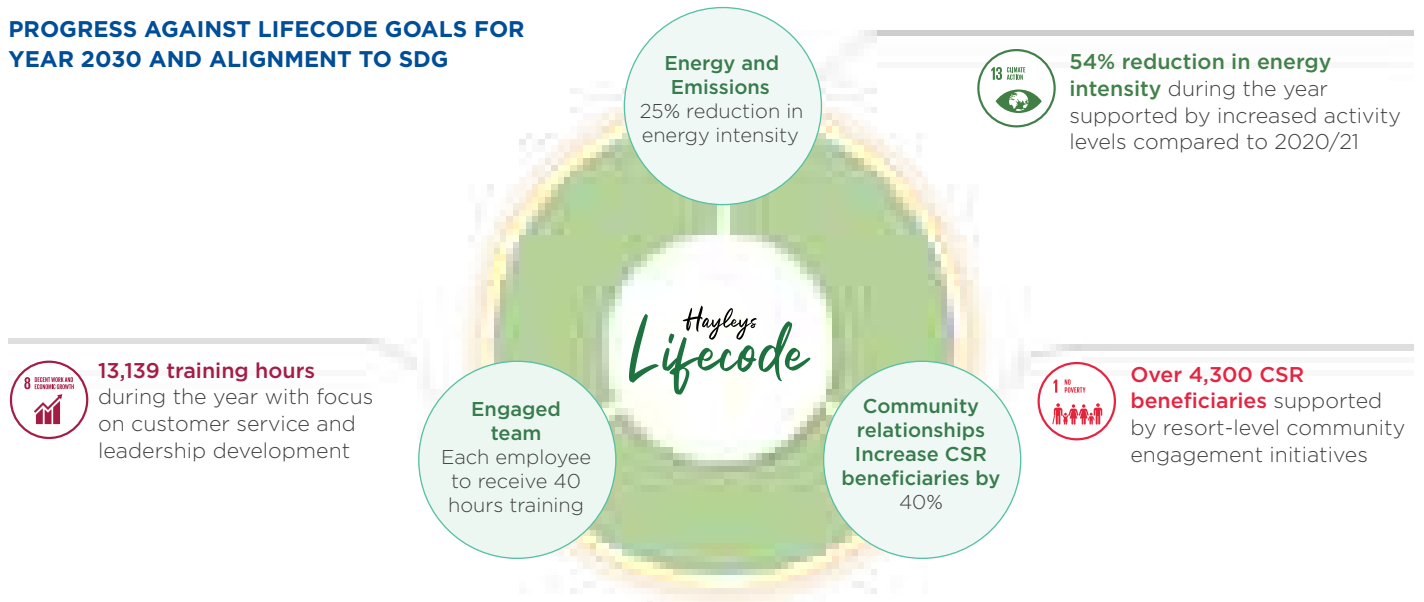 PROGRESS AGAINST LIFECODE GOALS FOR
YEAR 2030 AND ALIGNMENT TO SDG
Energy and
Emissions
25% reduction in
energy intensity
13 CLIMATE
ACTION
54% reduction in energy
intensity during the year
supported by increased activity
levels compared to 2020/21
Hayleys
Lifecode
8 DECENT WORK AND
ECONOMIC GROWTH
13,139 training hours
during the year with focus
on customer service and
leadership development
Engaged
team
Each employee
to receive 40
hours training
Community
relationships
Increase CSR
beneficiaries by
40%
1 NO
POVERTY
Over 4,300 CSR
beneficiaries supported
by resort-level community
engagement initiatives